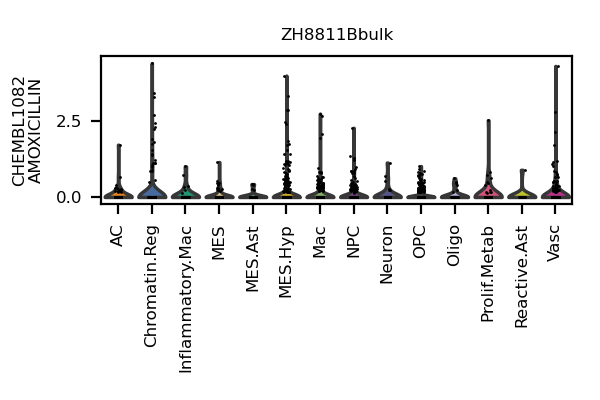 ZH8811Bbulk
CHEMBL1082
AMOXICILLIN
2.5
0.0
AC
Chromatin.Reg
Inflammatory.Mac
MES
MES.Ast
MES.Hyp
Mac
NPC
Neuron
OPC
Oligo
Prolif.Metab
Reactive.Ast
Vasc